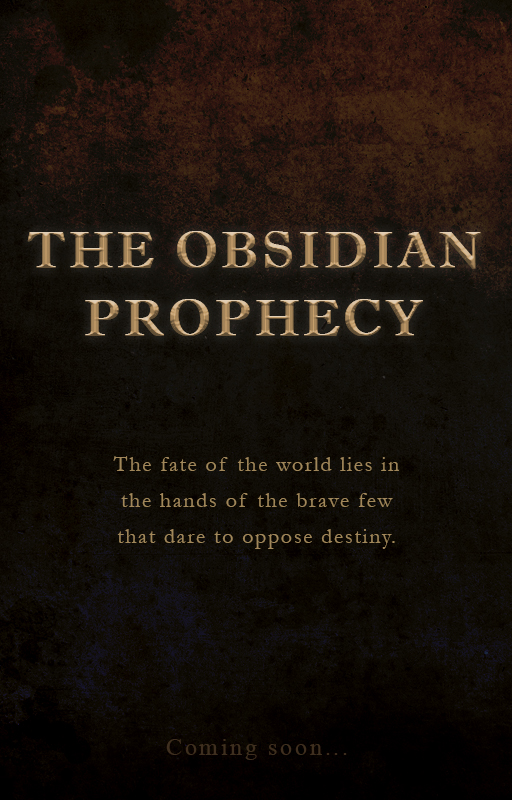 THE OBSIDIAN
PROPHECY
The fate of the world lies in
the hands of the brave few
that dare to oppose destiny.
Coming soon...